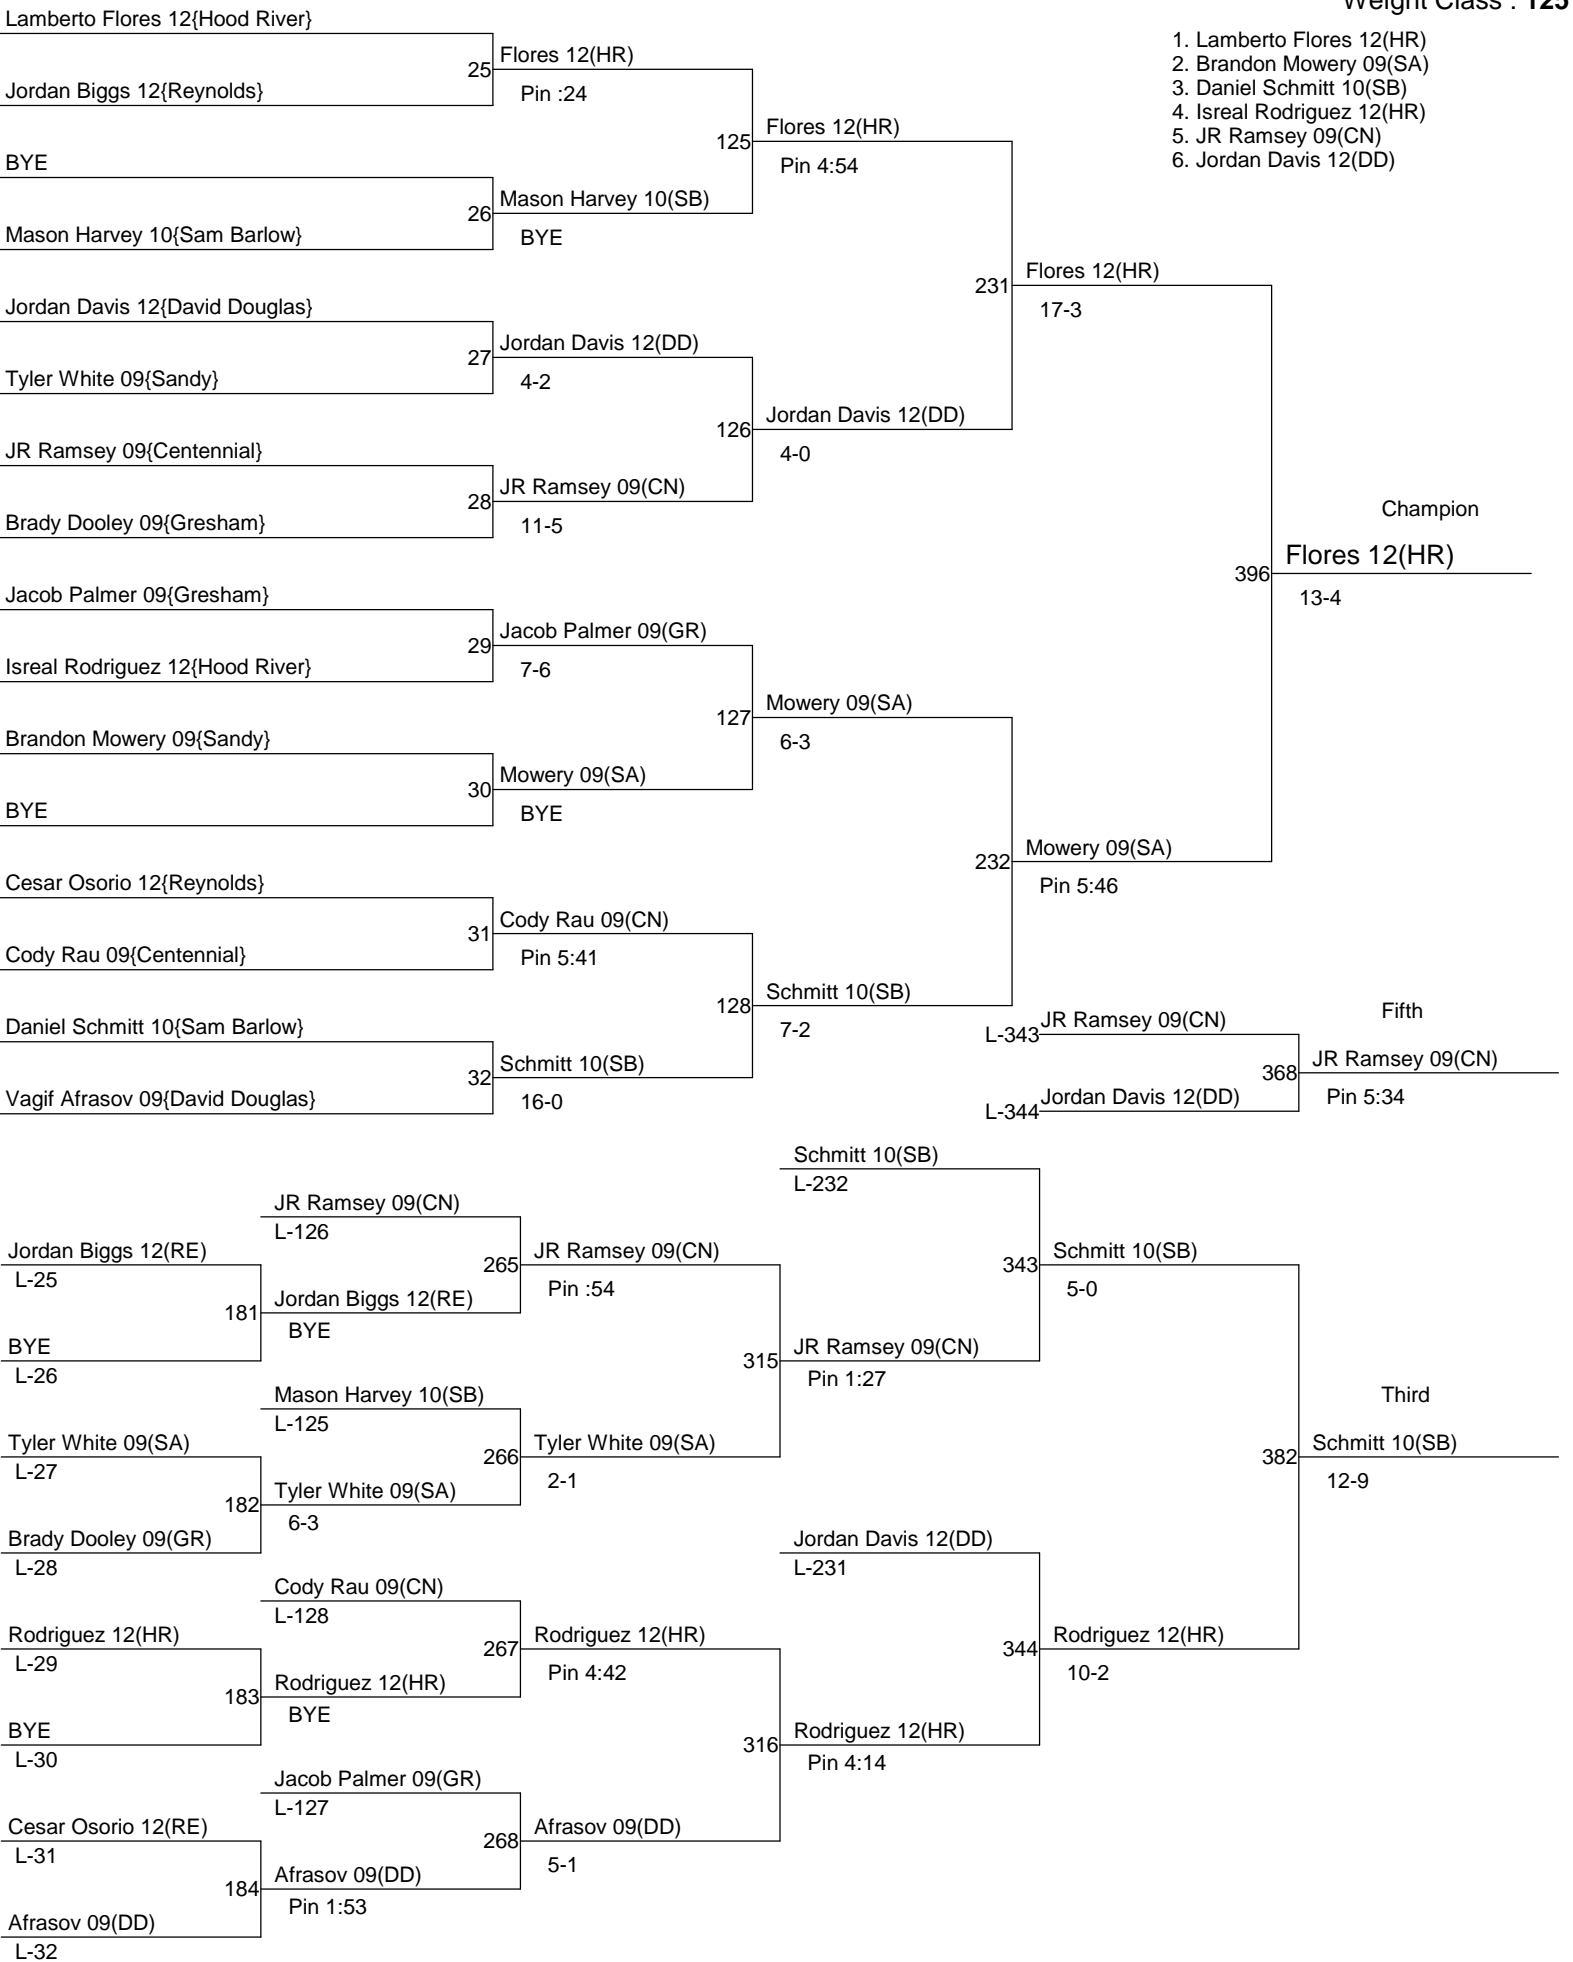 Weight Class : 125
1. Lamberto Flores 12(HR)
2. Brandon Mowery 09(SA)
3. Daniel Schmitt 10(SB)
4. Isreal Rodriguez 12(HR)
5. JR Ramsey 09(CN)
6. Jordan Davis 12(DD)
Lamberto Flores 12{Hood River}
Jordan Biggs 12{Reynolds}
BYE
Mason Harvey 10{Sam Barlow}
Jordan Davis 12{David Douglas}
Tyler White 09{Sandy}
JR Ramsey 09{Centennial}
Brady Dooley 09{Gresham}
Jacob Palmer 09{Gresham}
Isreal Rodriguez 12{Hood River}
Brandon Mowery 09{Sandy}
BYE
Cesar Osorio 12{Reynolds}
Cody Rau 09{Centennial}
Daniel Schmitt 10{Sam Barlow}
Vagif Afrasov 09{David Douglas}
25
Flores 12(HR)
Pin :24
26
Mason Harvey 10(SB)
BYE
27
Jordan Davis 12(DD)
4-2
28
JR Ramsey 09(CN)
11-5
29
Jacob Palmer 09(GR)
7-6
30
Mowery 09(SA)
BYE
31
Cody Rau 09(CN)
Pin 5:41
32
Schmitt 10(SB)
16-0
125
Flores 12(HR)
Pin 4:54
126
Jordan Davis 12(DD)
4-0
127
Mowery 09(SA)
6-3
128
Schmitt 10(SB)
7-2
231
Flores 12(HR)
17-3
232
Mowery 09(SA)
Pin 5:46
Champion
396
Flores 12(HR)
13-4
Fifth
L-343
JR Ramsey 09(CN)
L-344
Jordan Davis 12(DD)
368
JR Ramsey 09(CN)
Pin 5:34
Jordan Biggs 12(RE)
L-25
BYE
L-26
Tyler White 09(SA)
L-27
Brady Dooley 09(GR)
L-28
Rodriguez 12(HR)
L-29
BYE
L-30
Cesar Osorio 12(RE)
L-31
Afrasov 09(DD)
L-32
JR Ramsey 09(CN)
L-126
181
Jordan Biggs 12(RE)
BYE
Mason Harvey 10(SB)
L-125
182
Tyler White 09(SA)
6-3
Cody Rau 09(CN)
L-128
183
Rodriguez 12(HR)
BYE
Jacob Palmer 09(GR)
L-127
184
Afrasov 09(DD)
Pin 1:53
265
JR Ramsey 09(CN)
Pin :54
266
Tyler White 09(SA)
2-1
267
Rodriguez 12(HR)
Pin 4:42
268
Afrasov 09(DD)
5-1
Schmitt 10(SB)
L-232
315
JR Ramsey 09(CN)
Pin 1:27
Jordan Davis 12(DD)
L-231
316
Rodriguez 12(HR)
Pin 4:14
343
Schmitt 10(SB)
5-0
344
Rodriguez 12(HR)
10-2
Third
382
Schmitt 10(SB)
12-9